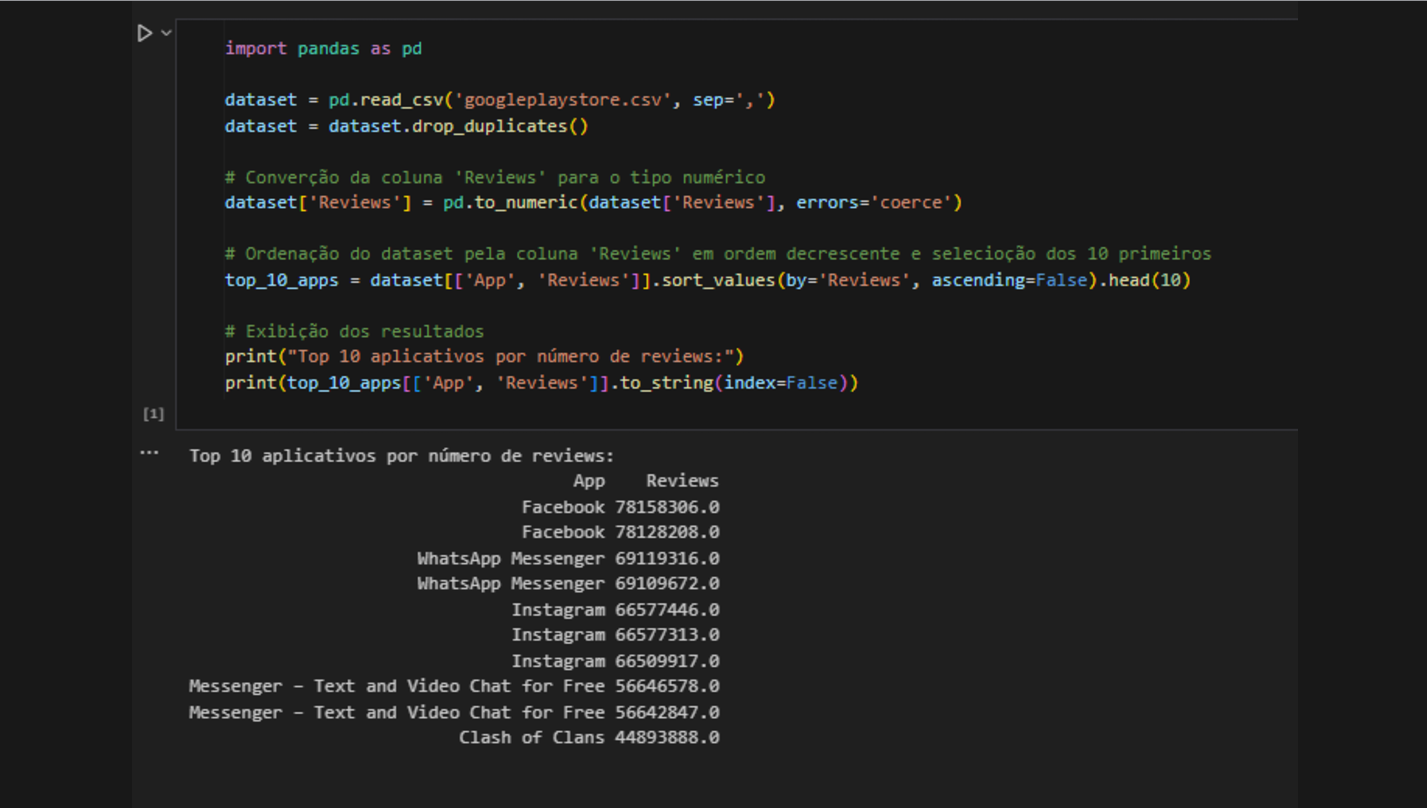 import pandas as pd
dataset = pd.read_csv('googleplaystore.csv', sep=',')
dataset = dataset.drop_duplicates()
# Converção da coluna 'Reviews' para o tipo numérico
dataset['Reviews'] = pd.to_numeric(dataset['Reviews'], errors='coerce')
# Ordenação do dataset pela coluna 'Reviews' em ordem decrescente e selecioção dos 10 primeiros
top_10_apps = dataset[['App', 'Reviews']].sort_values(by='Reviews', ascending=False).head(10)
# Exibição dos resultados
print("Top 10 aplicativos por número de reviews:")
print(top_10_apps[['App', 'Reviews']].to_string(index=False))
[1]
... Top 10 aplicativos por número de reviews:
App Reviews
Facebook 78158306.0
Facebook 78128208.0
WhatsApp Messenger 69119316.0
WhatsApp Messenger 69109672.0
Instagram 66577446.0
Instagram 66577313.0
Instagram 66509917.0
Messenger – Text and Video Chat for Free 56646578.0
Messenger – Text and Video Chat for Free 56642847.0
Clash of Clans 44893888.0